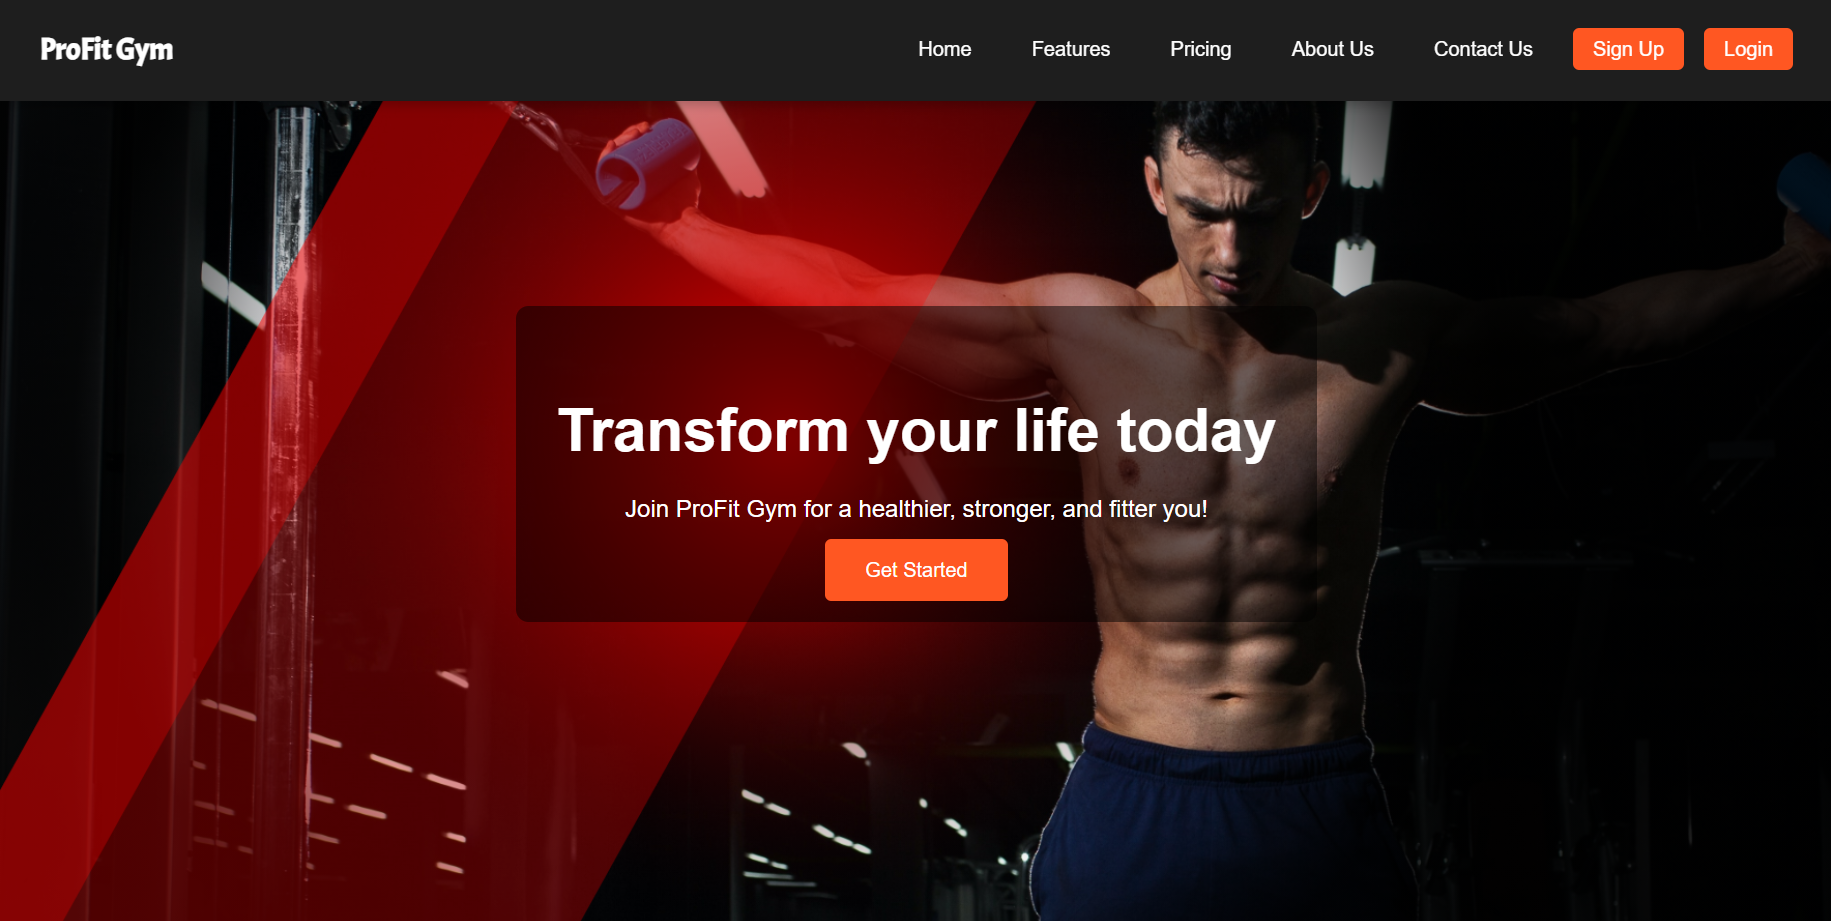 ProFit Gym
Home
Features
Pricing
About Us
Contact Us
Sign Up
Login
Transform your life today
Join ProFit Gym for a healthier, stronger, and fitter you!
Get Started